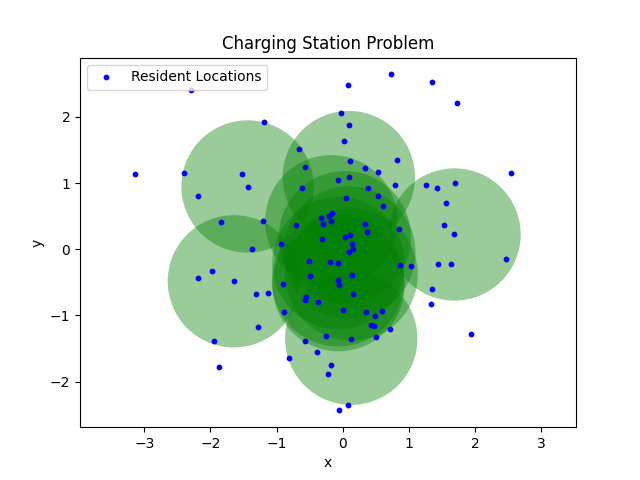 Charging Station Problem
Resident Locations
y
2
1
0
−1
−2
−3 −2 −1 0 1 2 3
x